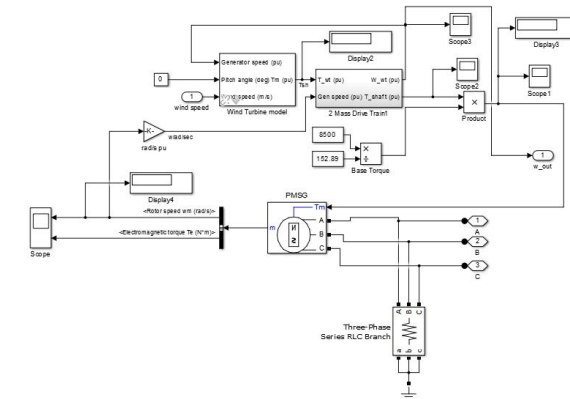 Scope3
Display3
Generator speed (pu)
Display2
0
Pitch angle (deg) Tm (pu)
Tsh
T_wt (pu)
W_wt (pu)
Scope2
Scope1
1
Gen speed (pu) T_shaft (pu)
wind speed
Wind Turbine model
2 Mass Drive Train1
×
Product
-K-
wrad/sec
rad/s pu
8500
×
÷
152.89
Base Torque
1
w_out
Display4
PMSG
<Rotor speed wm (rad/s)>
Tm
A
1
A
m
N
S
B
2
B
<Electromagnetic torque Te (N*m)>
C
3
C
Scope
A B C
Three-Phase
Series RLC Branch
a b c